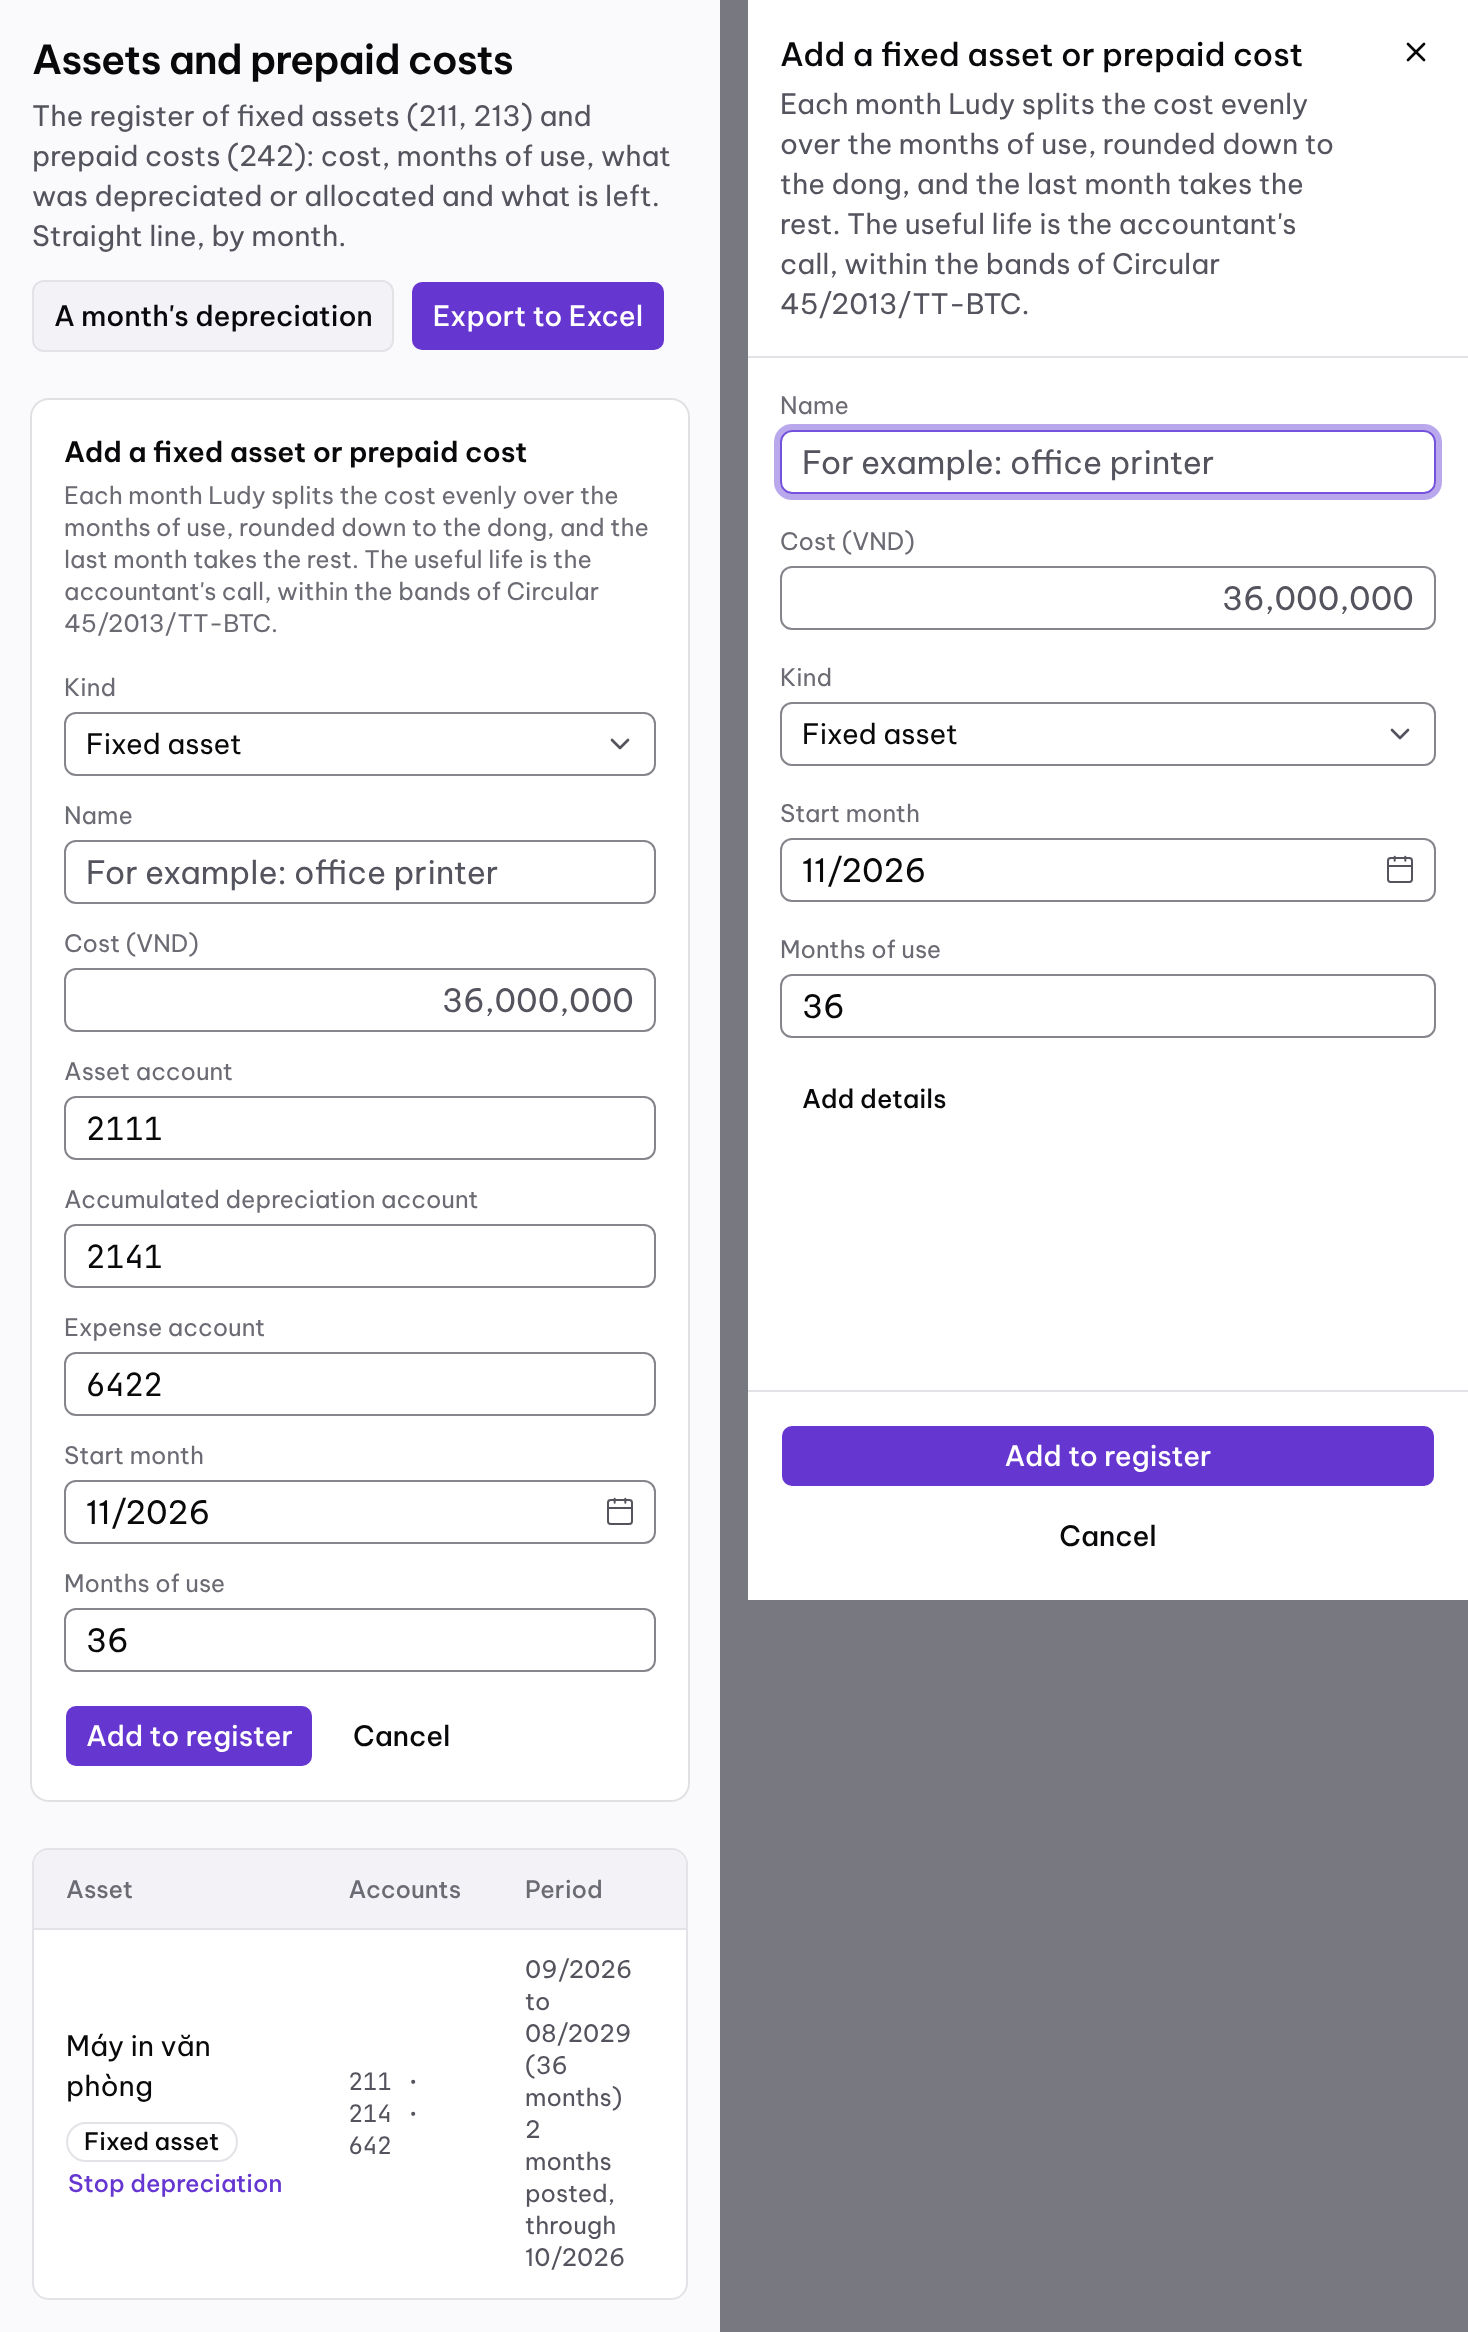 Assets and prepaid costs
The register of fixed assets (211, 213) and
prepaid costs (242): cost, months of use, what
was depreciated or allocated and what is left.
Straight line, by month.
A month's depreciation
Export to Excel
Add a fixed asset or prepaid cost
Each month Ludy splits the cost evenly over the
months of use, rounded down to the dong, and the
last month takes the rest. The useful life is the
accountant's call, within the bands of Circular
45/2013/TT-BTC.
Kind
Fixed asset
Name
For example: office printer
Cost (VND)
36,000,000
Asset account
2111
Accumulated depreciation account
2141
Expense account
6422
Start month
11/2026
Months of use
36
Add to register
Cancel
Asset
Accounts
Period
Máy in văn
phòng
Fixed asset
Stop depreciation
211 ·
214 ·
642
09/2026
to
08/2029
(36
months)
2
months
posted,
through
10/2026
Add a fixed asset or prepaid cost
Each month Ludy splits the cost evenly
over the months of use, rounded down to
the dong, and the last month takes the
rest. The useful life is the accountant's
call, within the bands of Circular
45/2013/TT-BTC.
Name
For example: office printer
Cost (VND)
36,000,000
Kind
Fixed asset
Start month
11/2026
Months of use
36
Add details
Add to register
Cancel